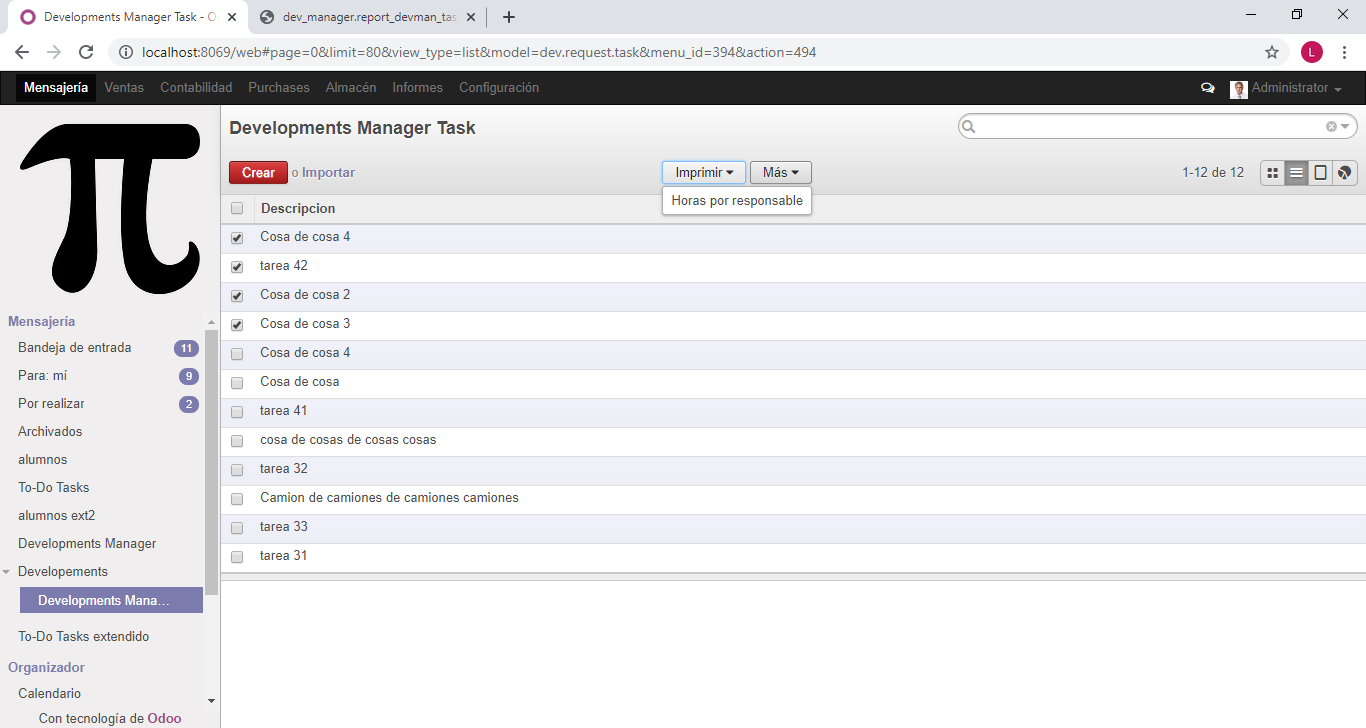 Developments Manager Task - O
dev_manager.report_devman_tas
localhost:8069/web#page=0&limit=80&view_type=list&model=dev.request.task&menu_id=394&action=494
L
Mensajería Ventas Contabilidad Purchases Almacén Informes Configuración Administrator
Developments Manager Task
Crear o Importar
Imprimir Más
1-12 de 12
Horas por responsable
Descripcion
Cosa de cosa 4
tarea 42
Cosa de cosa 2
Cosa de cosa 3
Cosa de cosa 4
Cosa de cosa
tarea 41
cosa de cosas de cosas cosas
tarea 32
Camion de camiones de camiones camiones
tarea 33
tarea 31
π
Mensajería
Bandeja de entrada 11
Para: mí 9
Por realizar 2
Archivados
alumnos
To-Do Tasks
alumnos ext2
Developments Manager
Developements
Developments Mana...
To-Do Tasks extendido
Organizador
Calendario
Con tecnología de Odoo